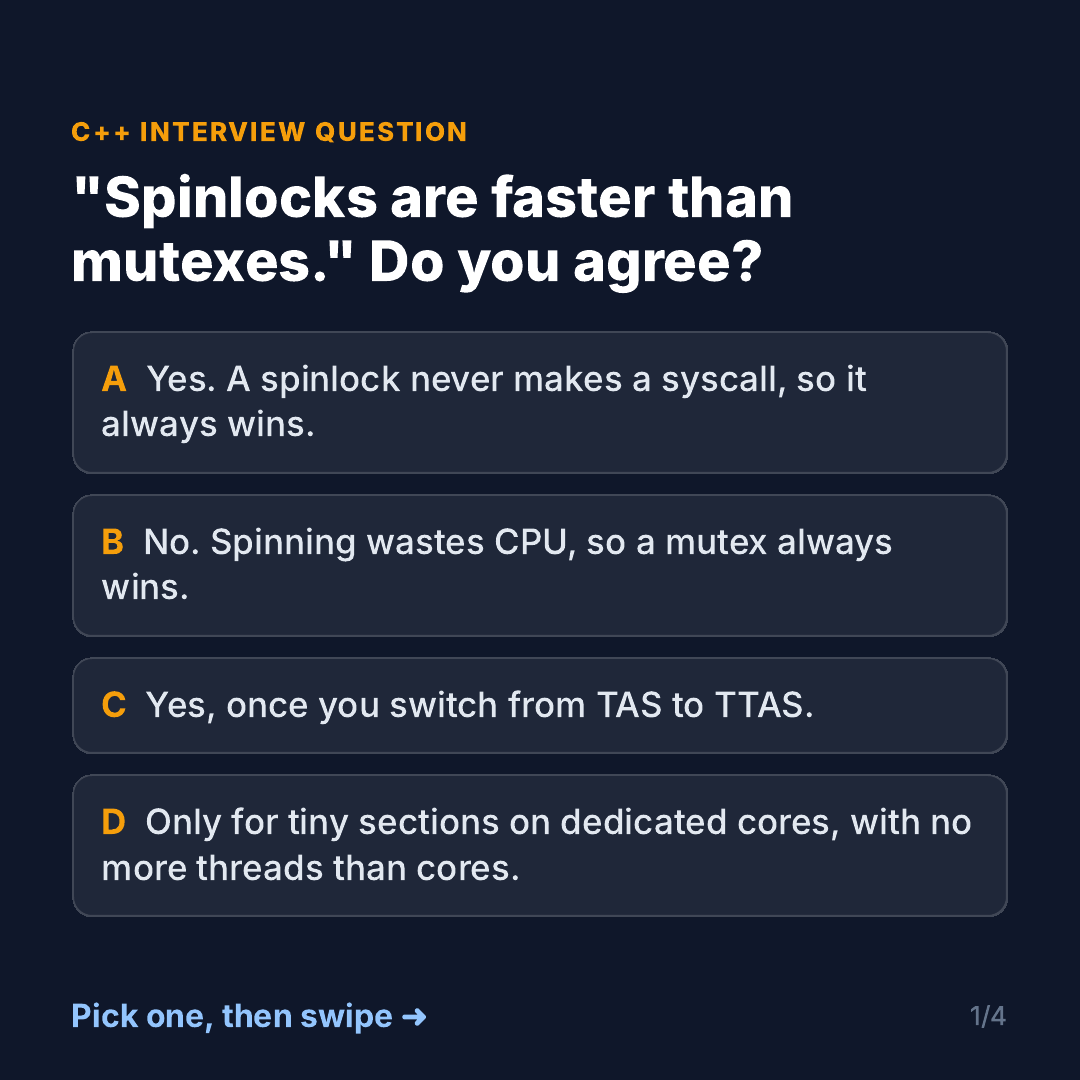 C++ INTERVIEW QUESTION
"Spinlocks are faster than
mutexes." Do you agree?
A Yes. A spinlock never makes a syscall, so it
always wins.
B No. Spinning wastes CPU, so a mutex always
wins.
C Yes, once you switch from TAS to TTAS.
D Only for tiny sections on dedicated cores, with no
more threads than cores.
Pick one, then swipe ➜
1/4